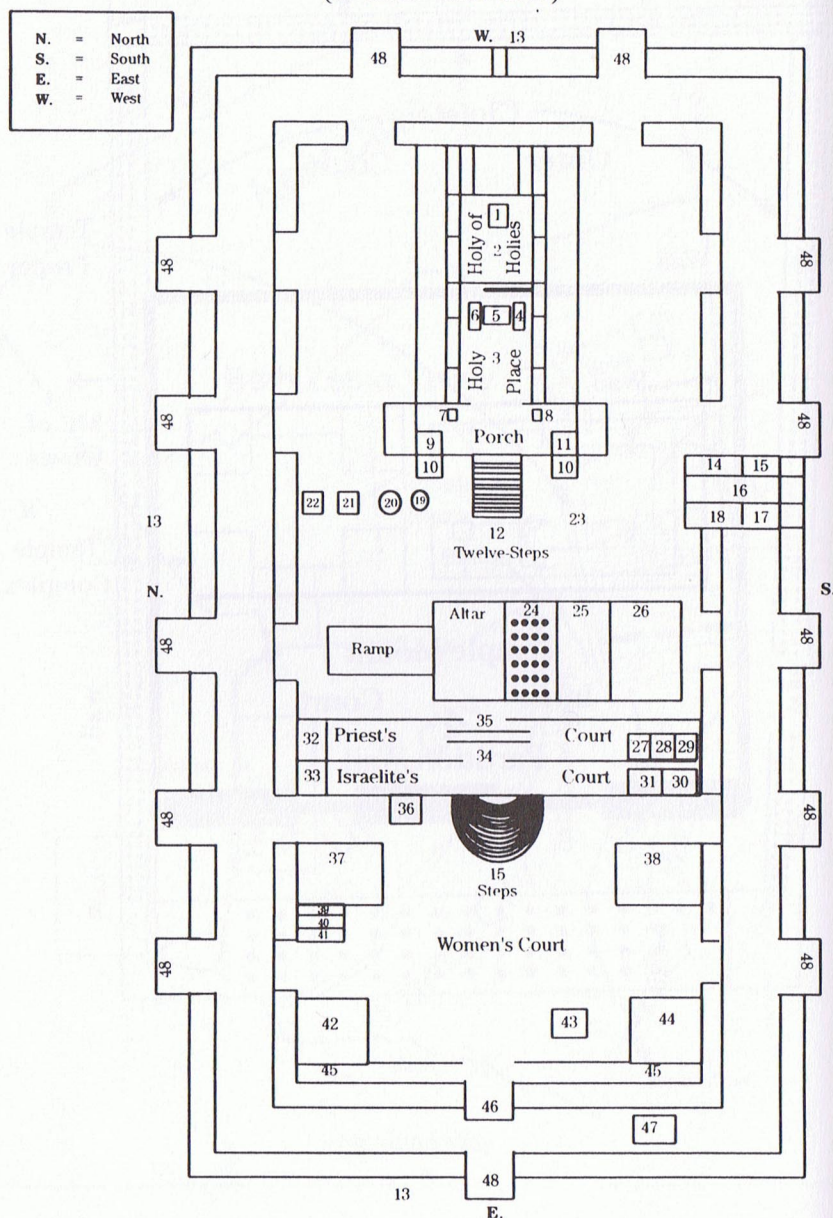 N. = North
S. = South
E. = East
W. = West
W. 13
48 48
1
Holy of Holies
2
48 48
6 5 4
3
Holy Place
48 48
7 8
Porch
9 11
10 10
14 15
16
18 17
22 21 20 19
23
13
12
Twelve-Steps
N. S.
Altar 24 25 26
Ramp
48 48
35
32 Priest's Court
27 28 29
34
33 Israelite's Court
31 30
36
48 48
15
Steps
37 38
39
40
41
Women's Court
48 48
42 43 44
45 45
46
47
48
13
E.